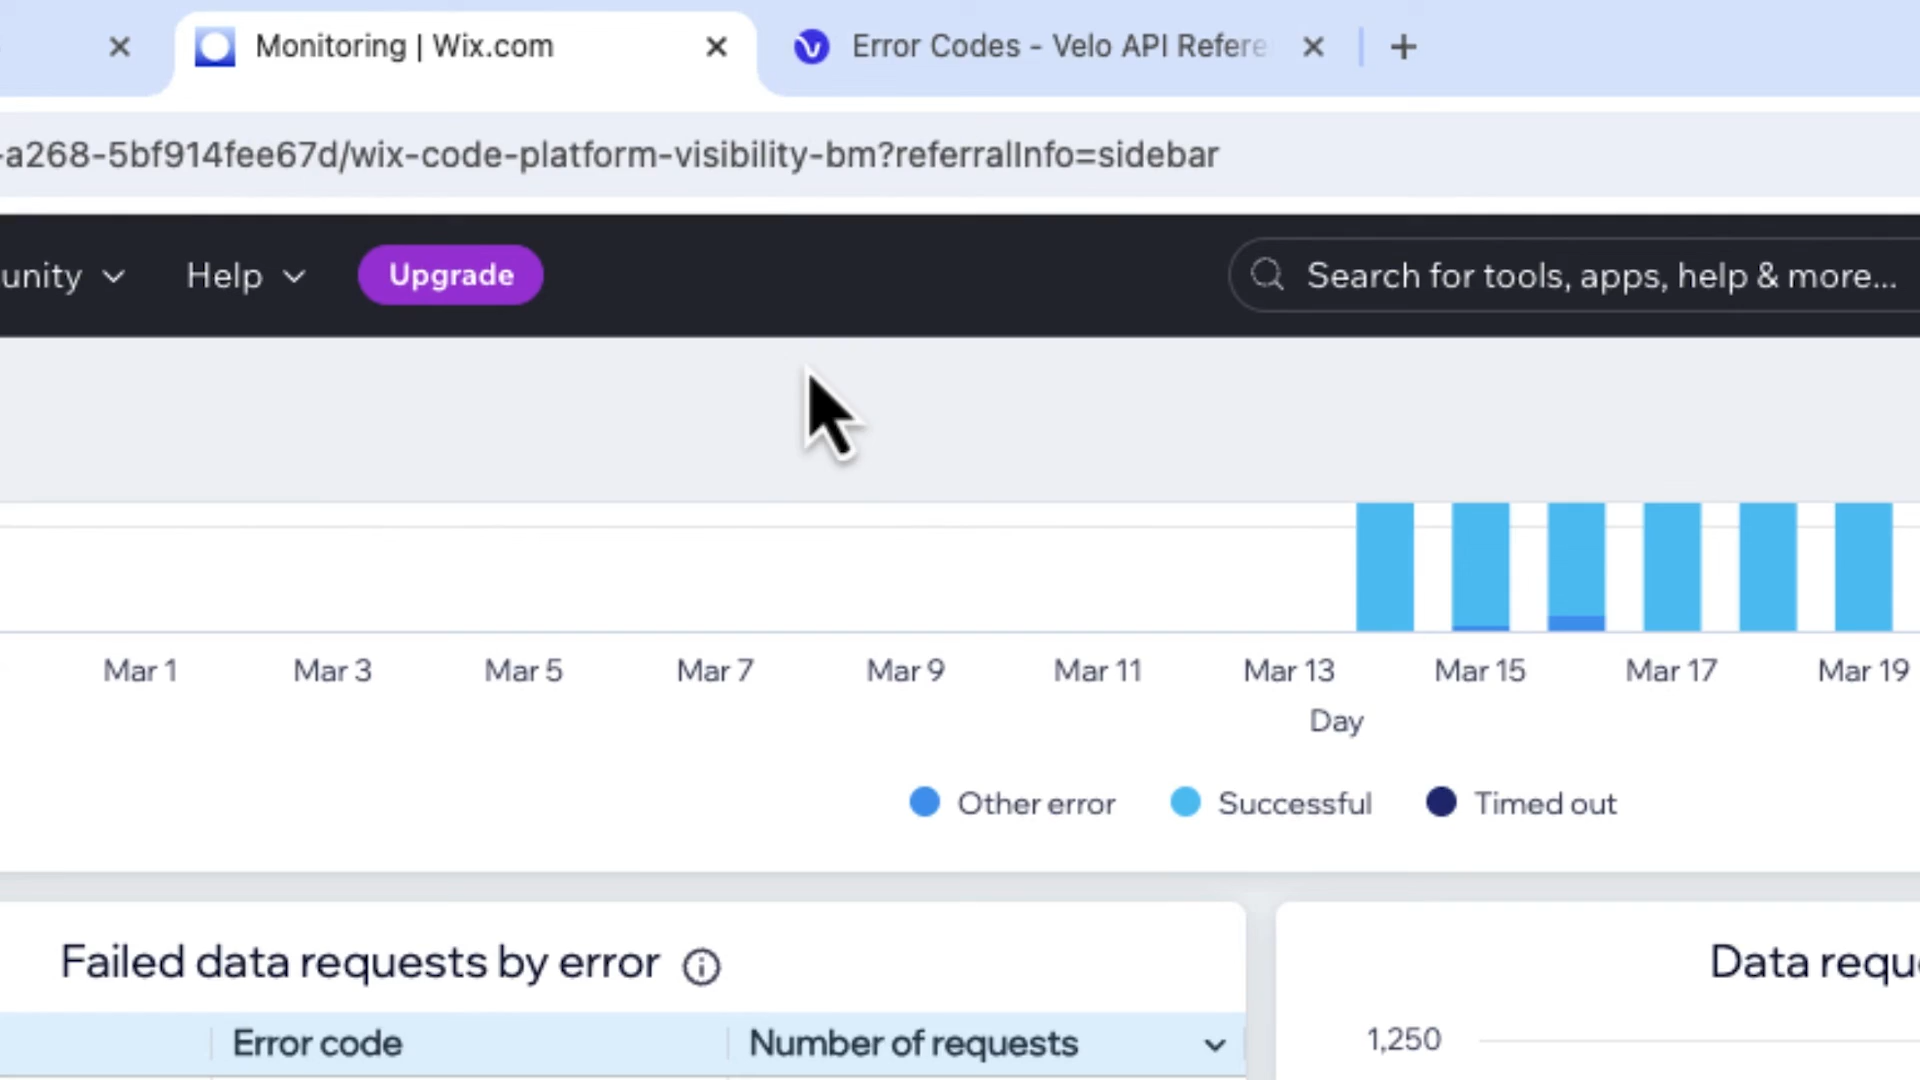 Monitoring | Wix.com
Error Codes - Velo API Refere
-a268-5bf914fee67d/wix-code-platform-visibility-bm?referralInfo=sidebar
unity
Help
Upgrade
Search for tools, apps, help & more...
Mar 1
Mar 3
Mar 5
Mar 7
Mar 9
Mar 11
Mar 13
Mar 15
Mar 17
Mar 19
Day
Other error
Successful
Timed out
Failed data requests by error
Data requ
Error code
Number of requests
1,250